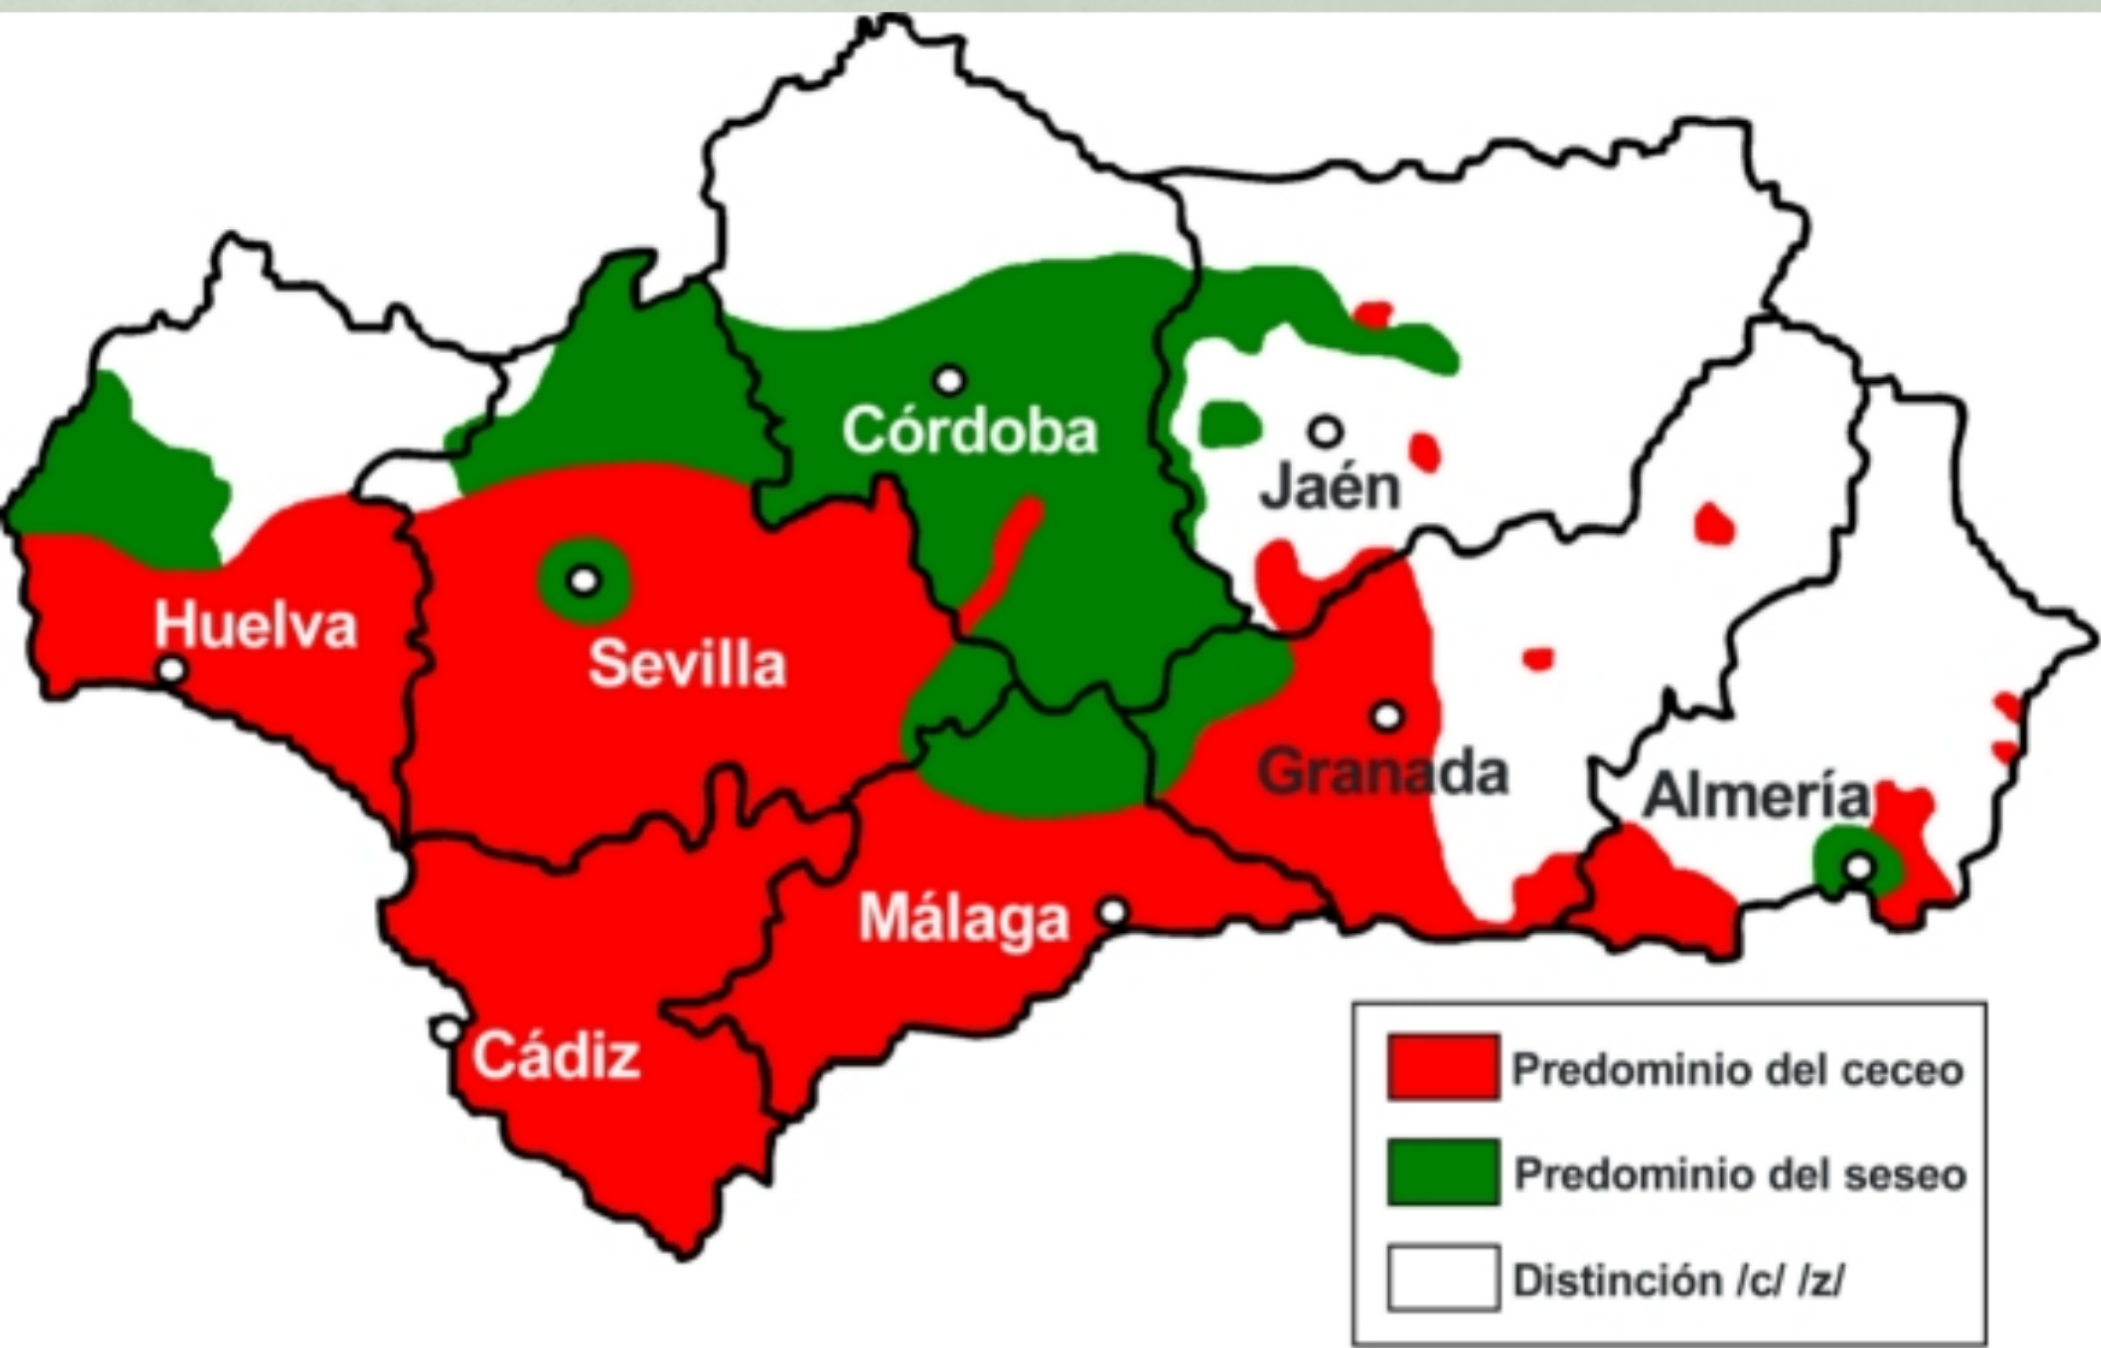 Córdoba
Jaén
Huelva
Sevilla
Granada
Almería
Málaga
Cádiz
Predominio del ceceo
Predominio del seseo
Distinción /c/ /z/